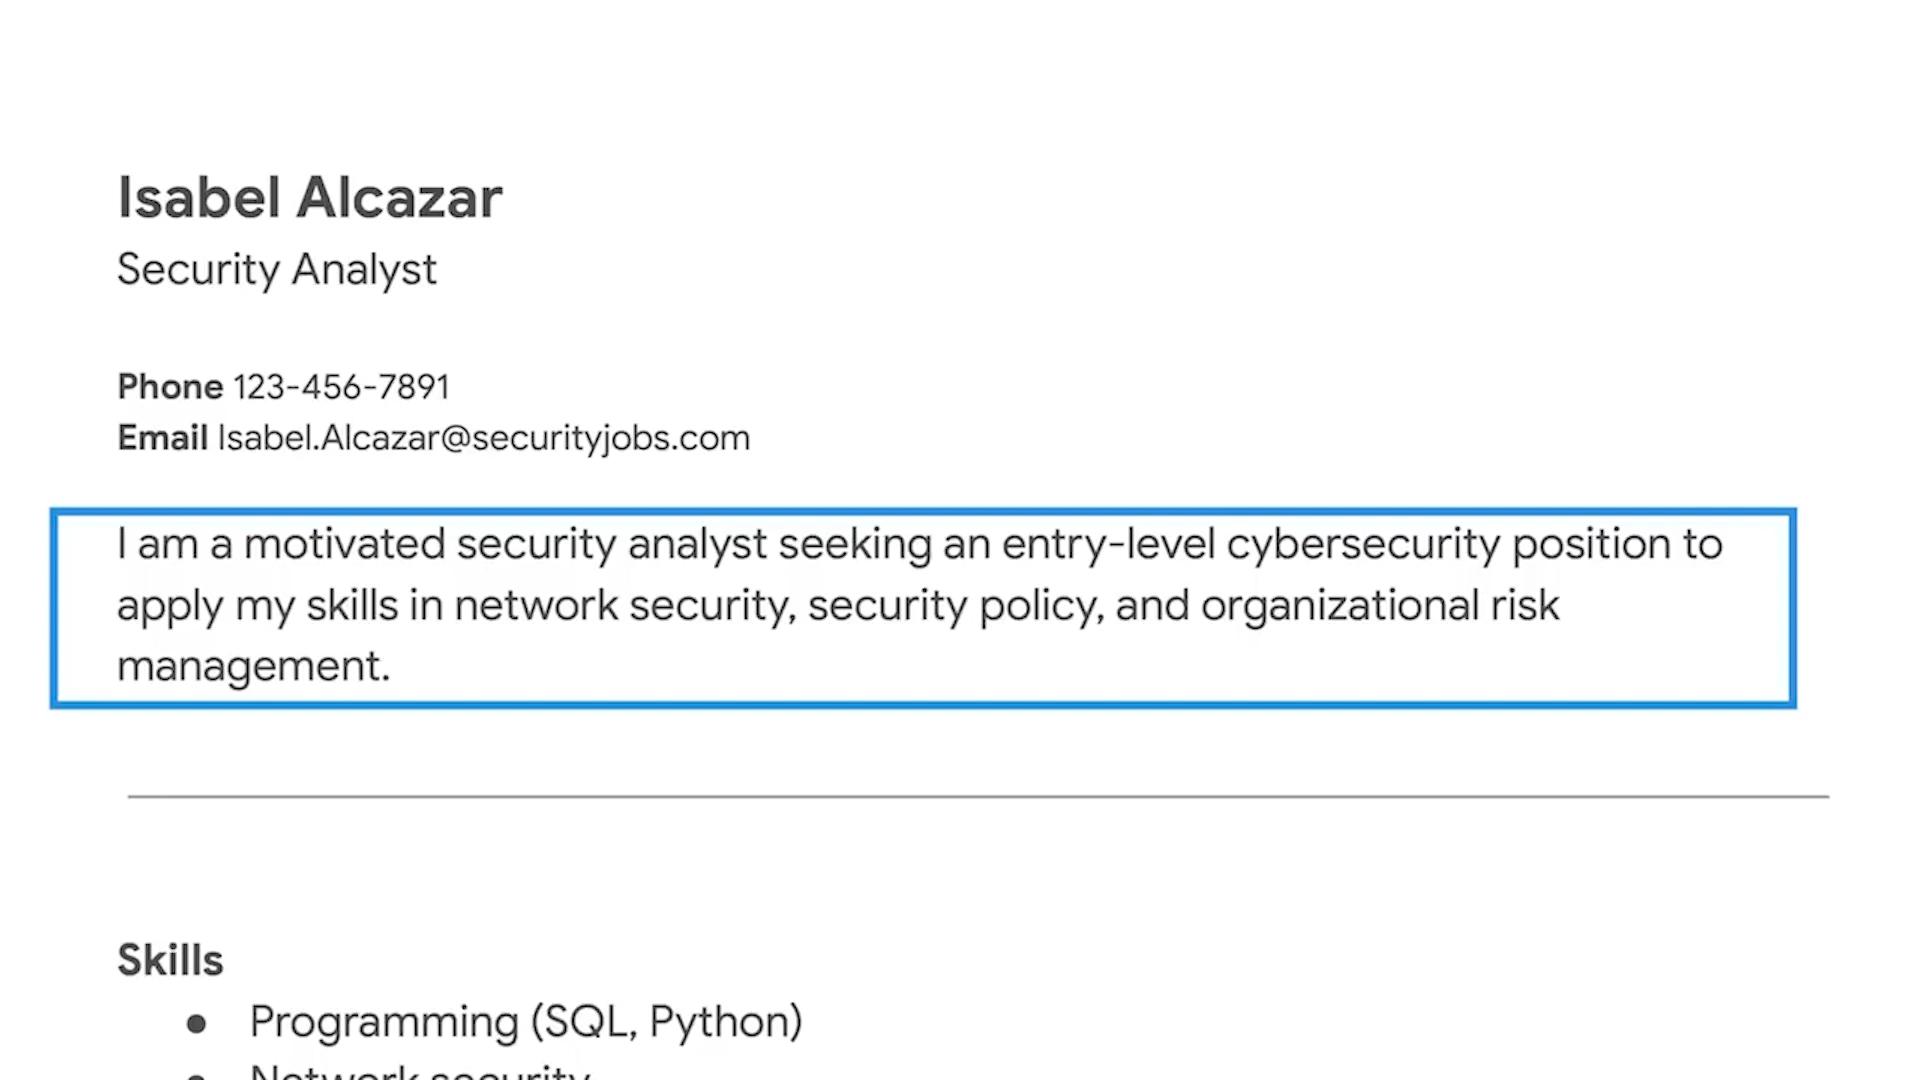 Isabel Alcazar
Security Analyst
Phone 123-456-7891
Email Isabel.Alcazar@securityjobs.com
I am a motivated security analyst seeking an entry-level cybersecurity position to
apply my skills in network security, security policy, and organizational risk
management.
Skills
● Programming (SQL, Python)
● Network security